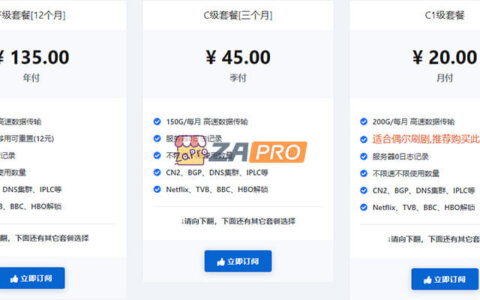 级套餐[12个月]
¥ 135.00
年付
高速数据传输
用可重置(12元)
记录
使用数量
DNS集群、IPLC等
BBC、HBO解锁
下翻，下面还有其它套餐选择
立即订阅
C级套餐[三个月]
¥ 45.00
季付
150G/每月 高速数据传输
服务器
不限
使用数量
CN2、BGP、DNS集群、IPLC等
Netflix、TVB、BBC、HBO解锁
↓请向下翻，下面还有其它套餐选择
立即订阅
ZAPRO
zapro
C1级套餐
¥ 20.00
月付
200G/每月 高速数据传输
适合偶尔刷剧,推荐购买此
服务器0日志记录
不限速不限使用数量
CN2、BGP、DNS集群、IPLC等
Netflix、TVB、BBC、HBO解锁
↓请向下翻，下面还有其它套餐
立即订阅